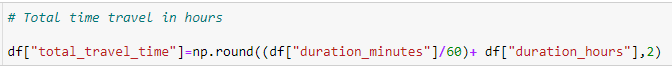 # Total time travel in hours
df["total_travel_time"]=np.round((df["duration_minutes"]/60)+ df["duration_hours"],2)